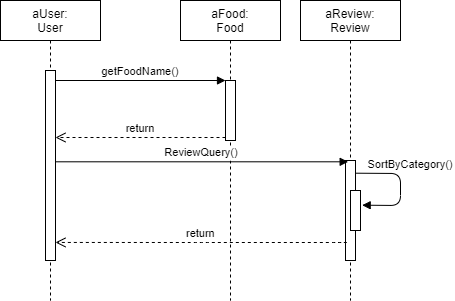 aUser:
User
aFood:
Food
aReview:
Review
getFoodName()
return
ReviewQuery()
SortByCategory()
return